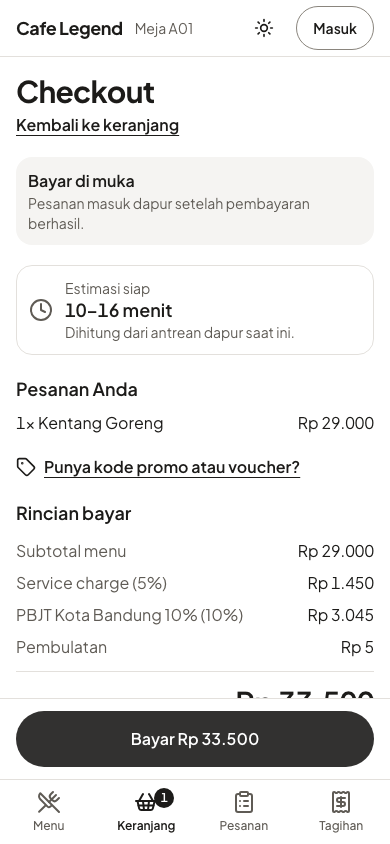 Cafe Legend Meja A01 Masuk
Checkout
Kembali ke keranjang
Bayar di muka
Pesanan masuk dapur setelah pembayaran
berhasil.
Estimasi siap
10–16 menit
Dihitung dari antrean dapur saat ini.
Pesanan Anda
1× Kentang Goreng Rp 29.000
Punya kode promo atau voucher?
Rincian bayar
Subtotal menu Rp 29.000
Service charge (5%) Rp 1.450
PBJT Kota Bandung 10% (10%) Rp 3.045
Pembulatan Rp 5
Rp 33.500
Bayar Rp 33.500
1
Menu Keranjang Pesanan Tagihan